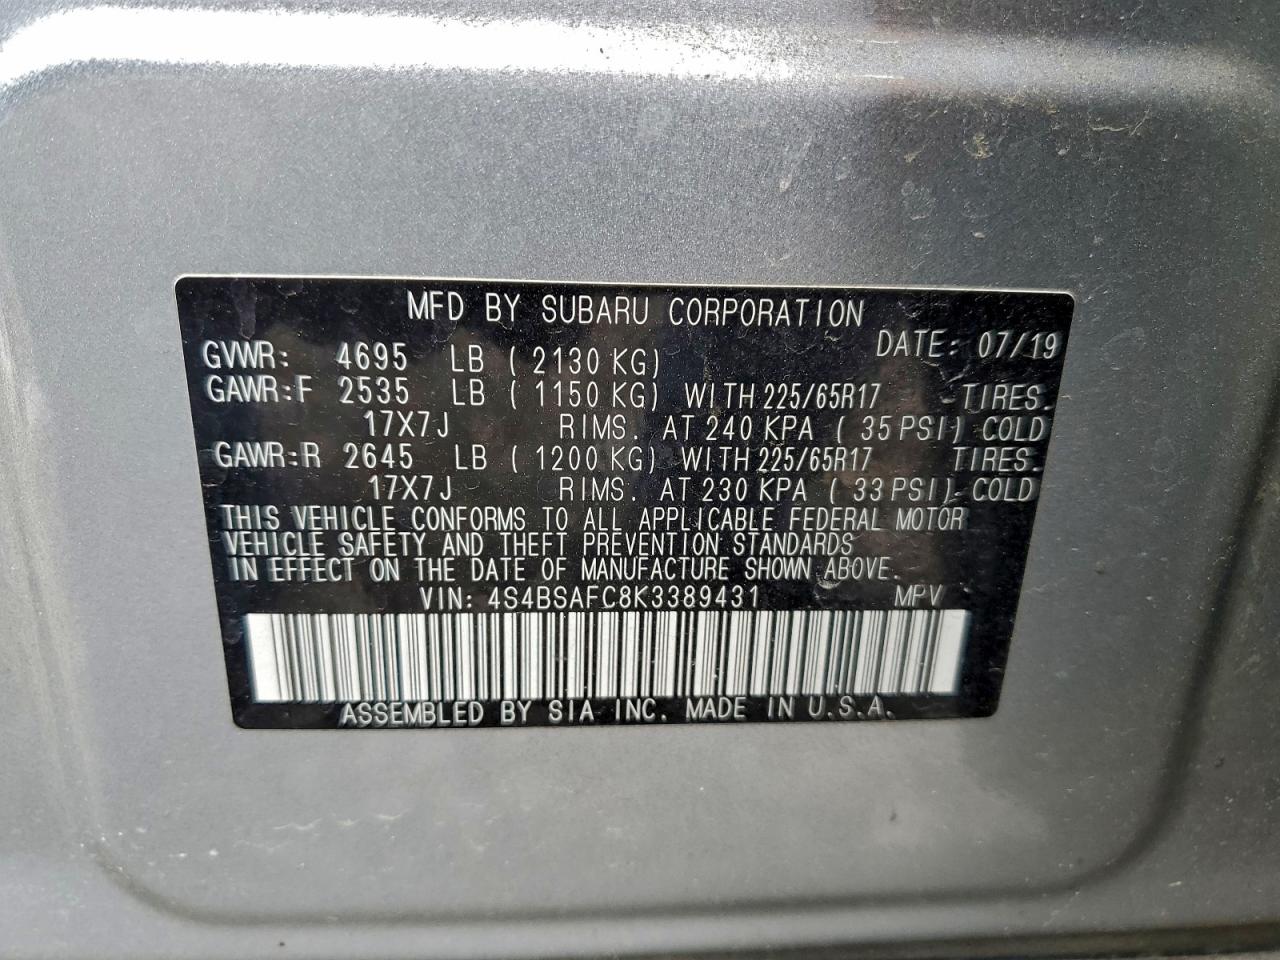 MFD BY SUBARU CORPORATION
DATE: 07/19
GVWR: 4695 LB ( 2130 KG)
GAWR:F 2535 LB ( 1150 KG) WITH 225/65R17 TIRES.
17X7J RIMS. AT 240 KPA ( 35 PSI) COLD
GAWR:R 2645 LB ( 1200 KG) WITH 225/65R17 TIRES.
17X7J RIMS. AT 230 KPA ( 33 PSI) COLD
THIS VEHICLE CONFORMS TO ALL APPLICABLE FEDERAL MOTOR
VEHICLE SAFETY AND THEFT PREVENTION STANDARDS
IN EFFECT ON THE DATE OF MANUFACTURE SHOWN ABOVE.
VIN: 4S4BSAFC8K3389431 MPV
ASSEMBLED BY SIA INC. MADE IN U.S.A.